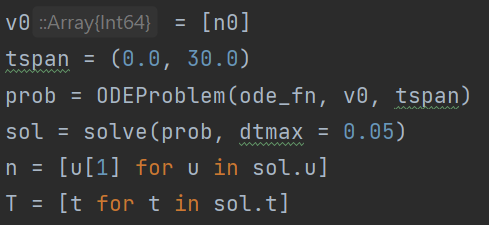 v0 ::Array{Int64} = [n0]
tspan = (0.0, 30.0)
prob = ODEProblem(ode_fn, v0, tspan)
sol = solve(prob, dtmax = 0.05)
n = [u[1] for u in sol.u]
T = [t for t in sol.t]